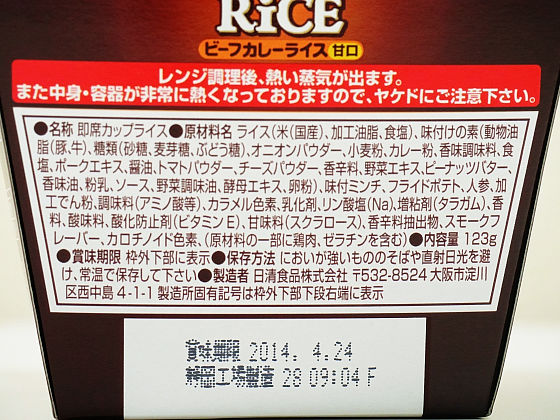 RiCE
ビーフカレーライス 甘口
レンジ調理後、熱い蒸気が出ます。
また中身・容器が非常に熱くなっておりますので、ヤケドにご注意下さい。
●名称 即席カップライス●原材料名 ライス(米(国産)、加工油脂、食塩)、味付けの素(動物油
脂(豚、牛)、糖類(砂糖、麦芽糖、ぶどう糖)、オニオンパウダー、小麦粉、カレー粉、香味調味料、食
塩、ポークエキス、醤油、トマトパウダー、チーズパウダー、香辛料、野菜エキス、ピーナッツバター、
香味油、粉乳、ソース、野菜調味油、酵母エキス、卵粉)、味付ミンチ、フライドポテト、人参、加
工でん粉、調味料(アミノ酸等)、カラメル色素、乳化剤、リン酸塩(Na)、増粘剤(タラガム)、香
料、酸味料、酸化防止剤(ビタミンE)、甘味料(スクラロース)、香辛料抽出物、スモークフ
レーバー、カロチノイド色素、(原材料の一部に鶏肉、ゼラチンを含む)●内容量 123g
●賞味期限 枠外下部に表示●保存方法 においが強いもののそばや直射日光を避
け、常温で保存して下さい●製造者 日清食品株式会社 〒532-8524 大阪市淀川
区西中島 4-1-1 製造所固有記号は枠外下部下段右端に表示
賞味期限 2014. 4.24
静岡工場製造 28 09:04 F